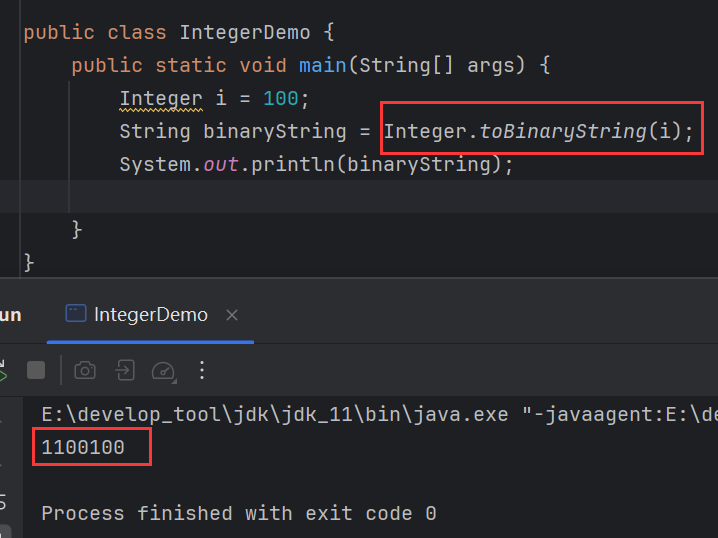 public class IntegerDemo {
public static void main(String[] args) {
Integer i = 100;
String binaryString = Integer.toBinaryString(i);
System.out.println(binaryString);
}
}
un IntegerDemo ×
E:\develop_tool\jdk\jdk_11\bin\java.exe "-javaagent:E:\de
1100100
Process finished with exit code 0